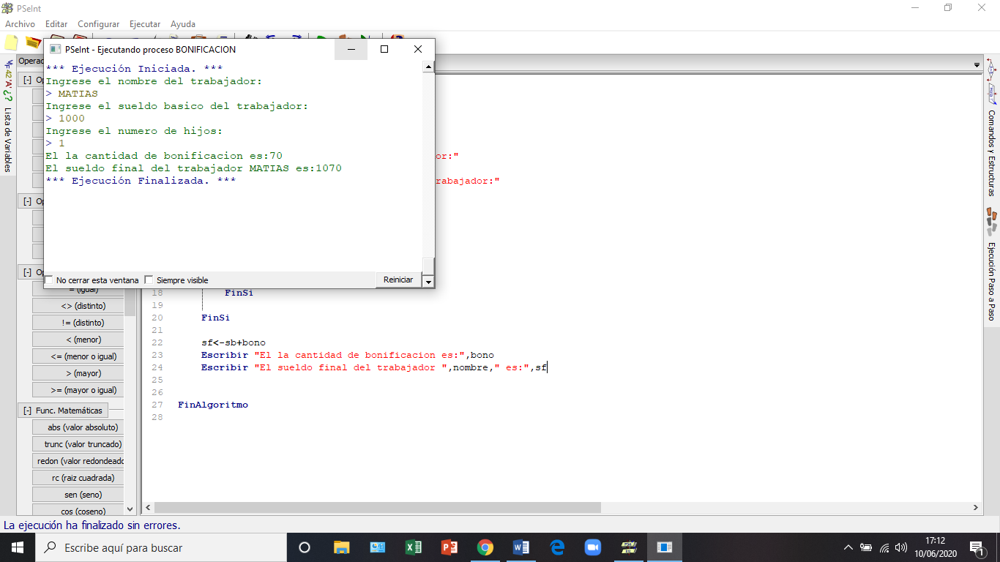 PSeInt
Archivo Editar Configurar Ejecutar Ayuda
PSeInt - Ejecutando proceso BONIFICACION
*** Ejecución Iniciada. ***
Ingrese el nombre del trabajador:
> MATIAS
Ingrese el sueldo basico del trabajador:
> 1000
Ingrese el numero de hijos:
> 1
El la cantidad de bonificacion es:70
El sueldo final del trabajador MATIAS es:1070
*** Ejecución Finalizada. ***
No cerrar esta ventana Siempre visible Reiniciar
Lista de Variables
[-]
[-]
[-]
= (igual)
<> (distinto)
!= (distinto)
< (menor)
<= (menor o igual)
> (mayor)
>= (mayor o igual)
[-] Func. Matemáticas
abs (valor absoluto)
trunc (valor truncado)
redon (valor redondeado
rc (raiz cuadrada)
sen (seno)
cos (coseno)
or:"
rabajador:"
18 FinSi
19
20 FinSi
21
22 sf<-sb+bono
23 Escribir "El la cantidad de bonificacion es:",bono
24 Escribir "El sueldo final del trabajador ",nombre," es:",sf
25
26
27 FinAlgoritmo
28
Comandos y Estructuras
Ejecución Paso a Paso
La ejecución ha finalizado sin errores.
Escribe aquí para buscar
17:12
10/06/2020
1